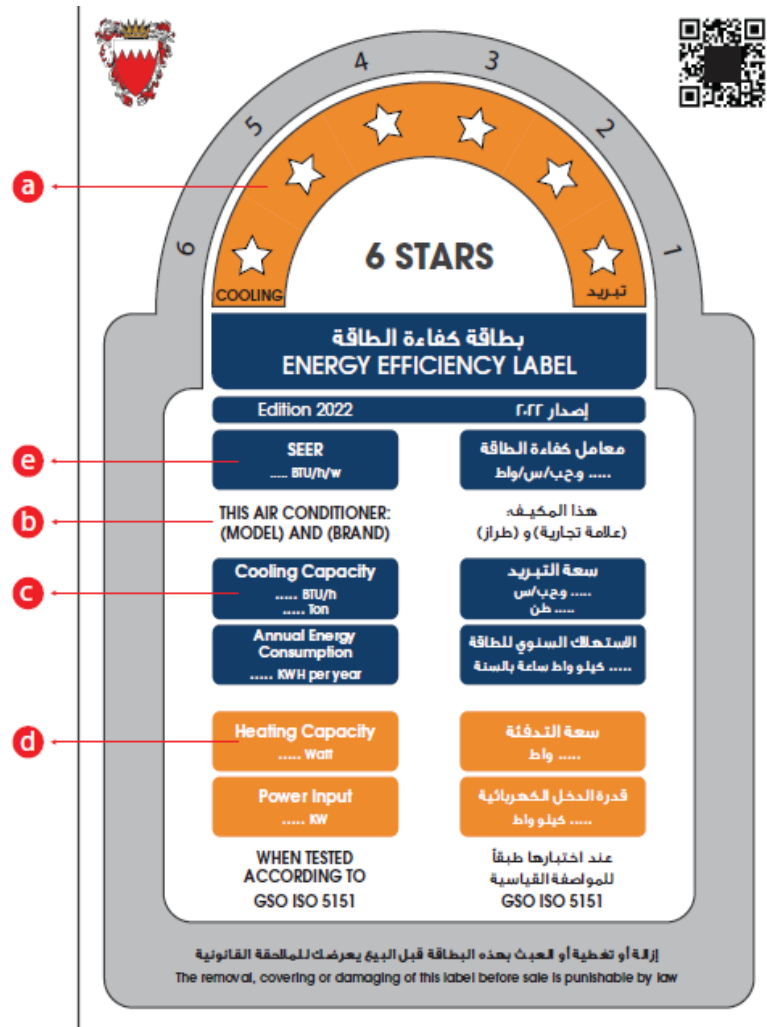 4
3
5
2
6
1
a
6 STARS
COOLING
تبريد
بطاقة كفاءة الطاقة
ENERGY EFFICIENCY LABEL
Edition 2022
إصدار ٢٠٢٢
e
SEER
..... BTU/h/w
معامل كفاءة الطاقة
..... و.ح.ب/س/واط
b
THIS AIR CONDITIONER:
(MODEL) AND (BRAND)
هذا المكيف:
(علامة تجارية) و (طراز)
c
Cooling Capacity
..... BTU/h
..... Ton
سعة التبريد
..... و.ح.ب/س
..... طن
Annual Energy
Consumption
..... KWH per year
الاستهلاك السنوي للطاقة
..... كيلو واط ساعة بالسنة
d
Heating Capacity
..... Watt
سعة التدفئة
..... واط
Power Input
..... KW
قدرة الدخل الكهربائية
..... كيلو واط
WHEN TESTED
ACCORDING TO
GSO ISO 5151
عند اختبارها طبقاً
للمواصفة القياسية
GSO ISO 5151
إزالة أو تغطية أو العبث بهذه البطاقة قبل البيع يعرضك للملاحقة القانونية
The removal, covering or damaging of this label before sale is punishable by law